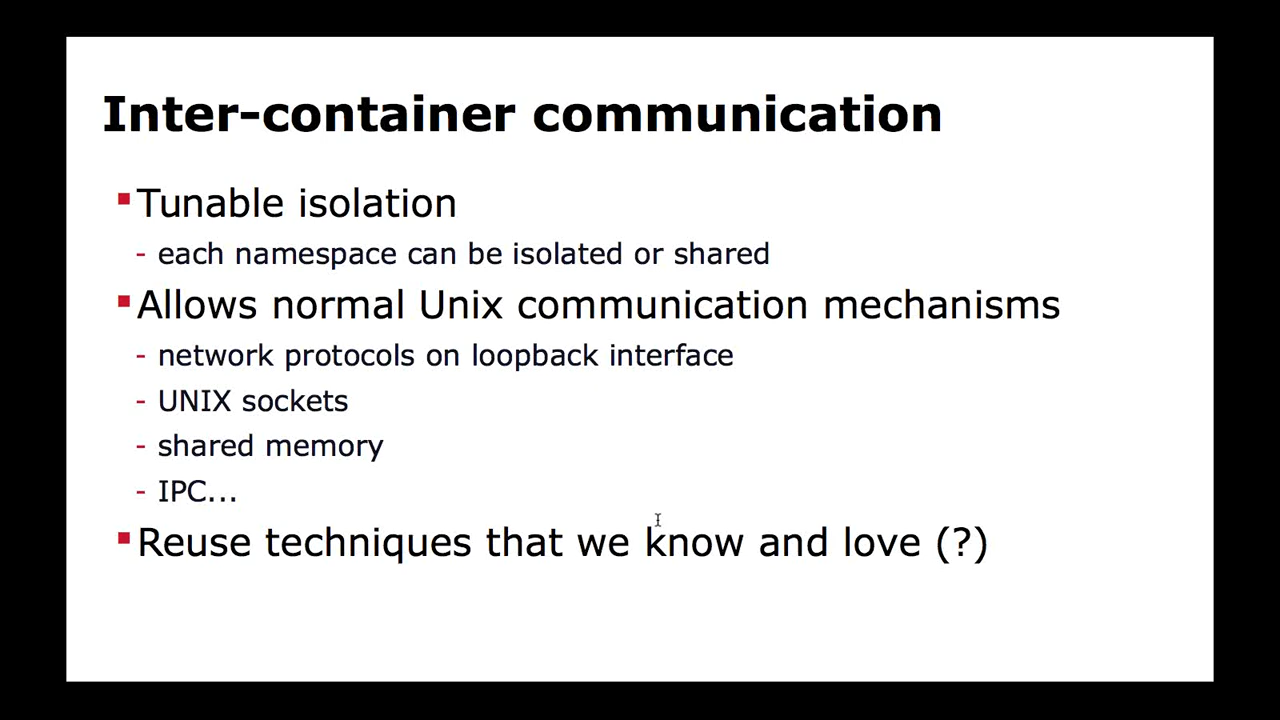 Inter-container communication
▪Tunable isolation
- each namespace can be isolated or shared
▪Allows normal Unix communication mechanisms
- network protocols on loopback interface
- UNIX sockets
- shared memory
- IPC...
▪Reuse techniques that we know and love (?)